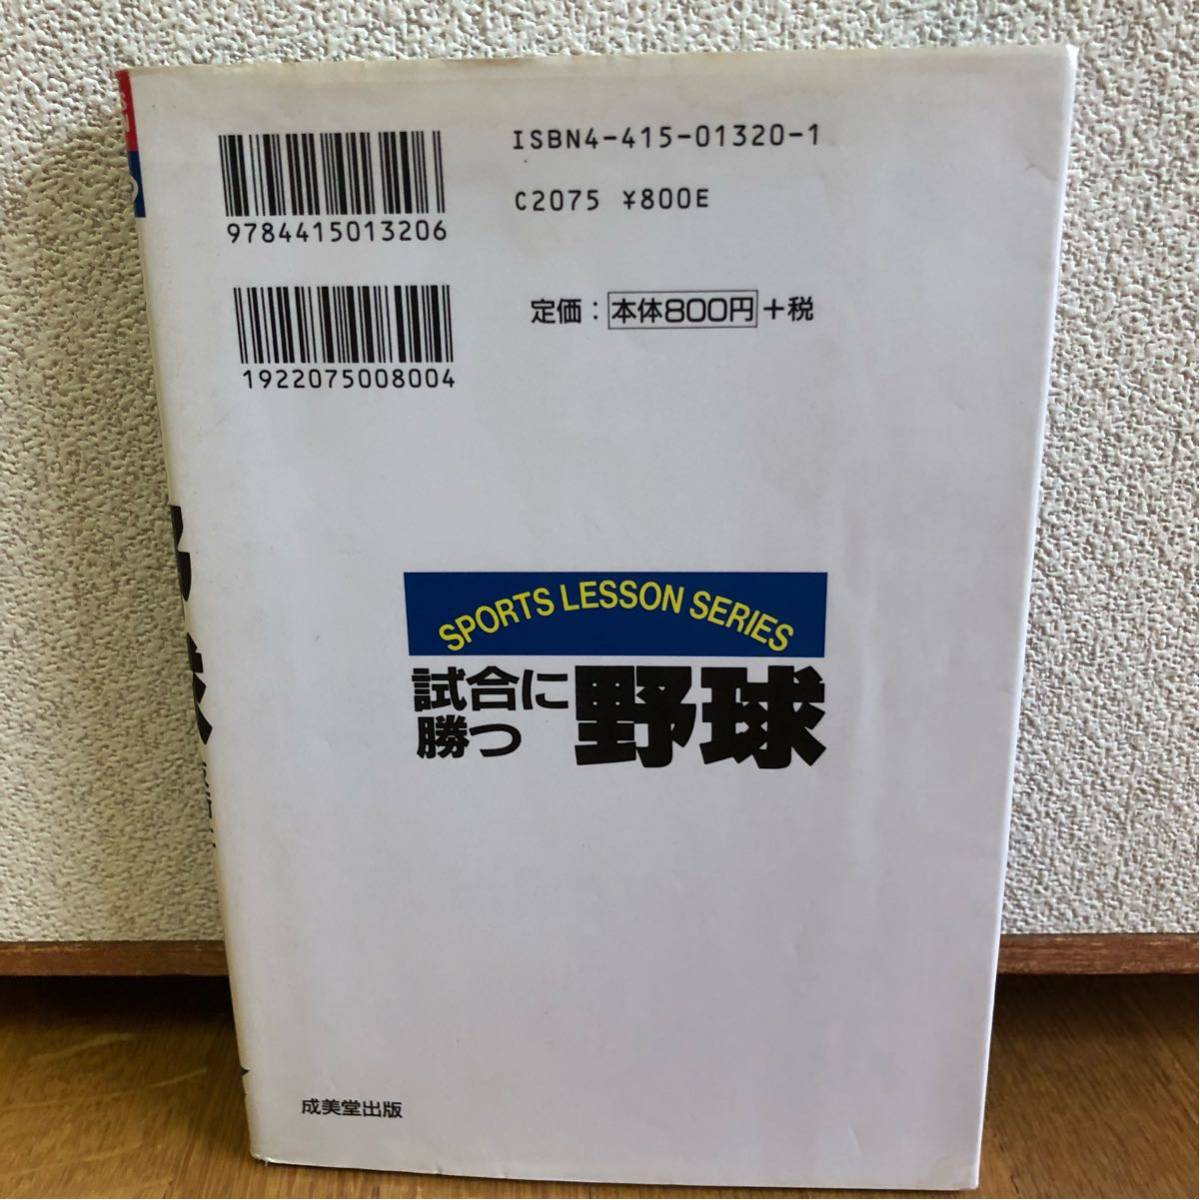 ISBN4-415-01320-1
C2075 ¥800E
9784415013206
定価：本体800円＋税
1922075008004
SPORTS LESSON SERIES
試合に
勝つ
野球
成美堂出版